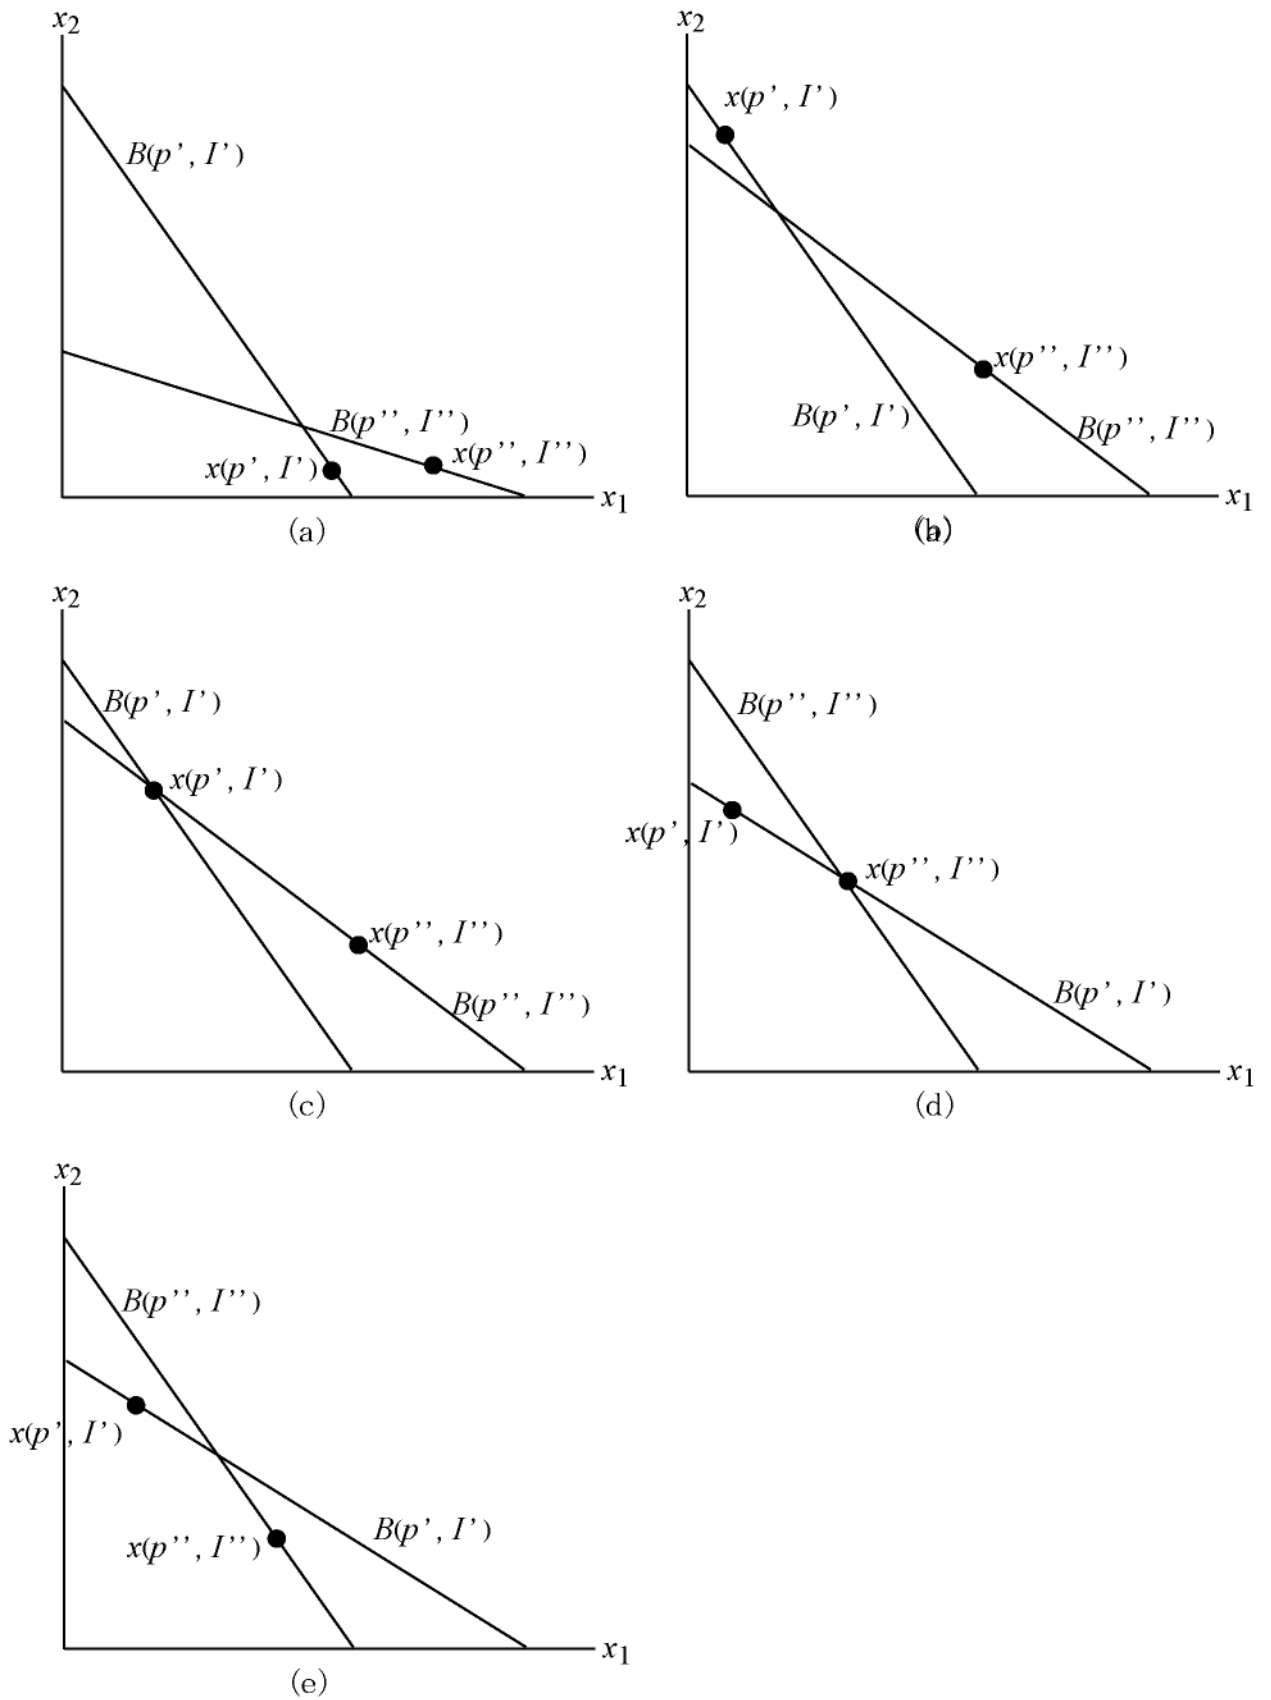 x2
B(p’, I’)
B(p’’, I’’)
x(p’, I’)
x(p’’, I’’)
x1
(a)
x2
x(p’, I’)
x(p’’, I’’)
B(p’, I’)
B(p’’, I’’)
x1
(b)
x2
B(p’, I’)
x(p’, I’)
x(p’’, I’’)
B(p’’, I’’)
x1
(c)
x2
B(p’’, I’’)
x(p’, I’)
x(p’’, I’’)
B(p’, I’)
x1
(d)
x2
B(p’’, I’’)
x(p’, I’)
B(p’, I’)
x(p’’, I’’)
x1
(e)